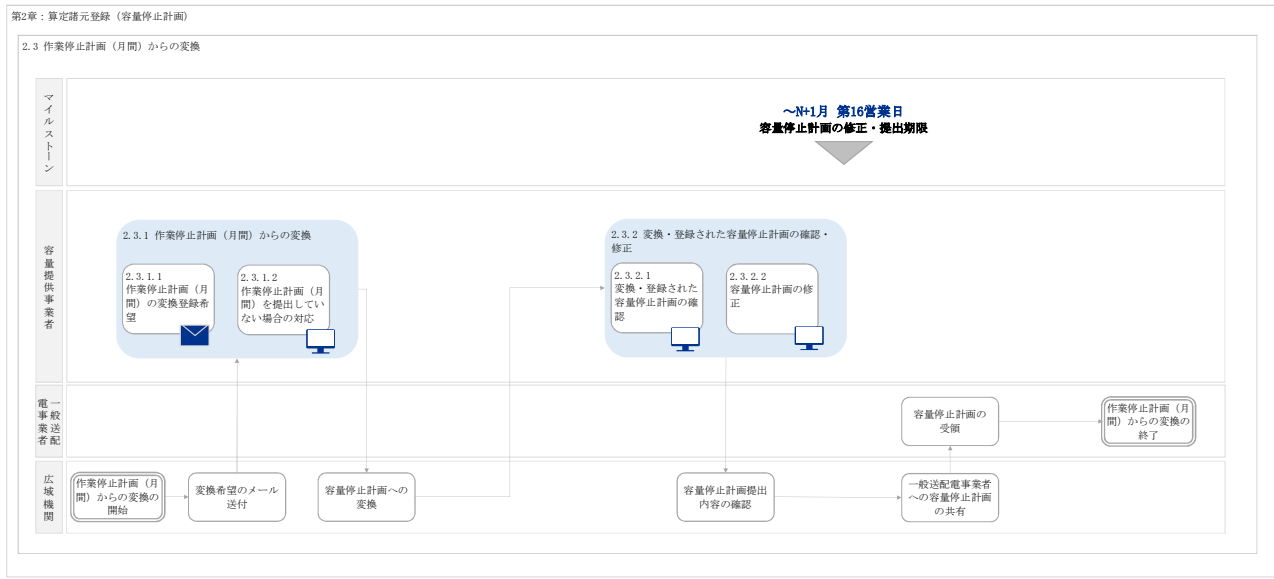 第2章：算定諸元登録（容量停止計画）
2.3 作業停止計画（月間）からの変換
マイルストーン
～N+1月 第16営業日
容量停止計画の修正・提出期限
容量提供事業者
2.3.1 作業停止計画（月間）からの変換
2.3.1.1
作業停止計画（月
間）の変換登録希
望
2.3.1.2
作業停止計画（月
間）を提出してい
ない場合の対応
2.3.2 変換・登録された容量停止計画の確認・
修正
2.3.2.1
変換・登録された
容量停止計画の確
認
2.3.2.2
容量停止計画の修
正
一般送配
電事業者
容量停止計画の
受領
作業停止計画（月
間）からの変換の
終了
広域機関
作業停止計画（月
間）からの変換の
開始
変換希望のメール
送付
容量停止計画への
変換
容量停止計画提出
内容の確認
一般送配電事業者
への容量停止計画
の共有